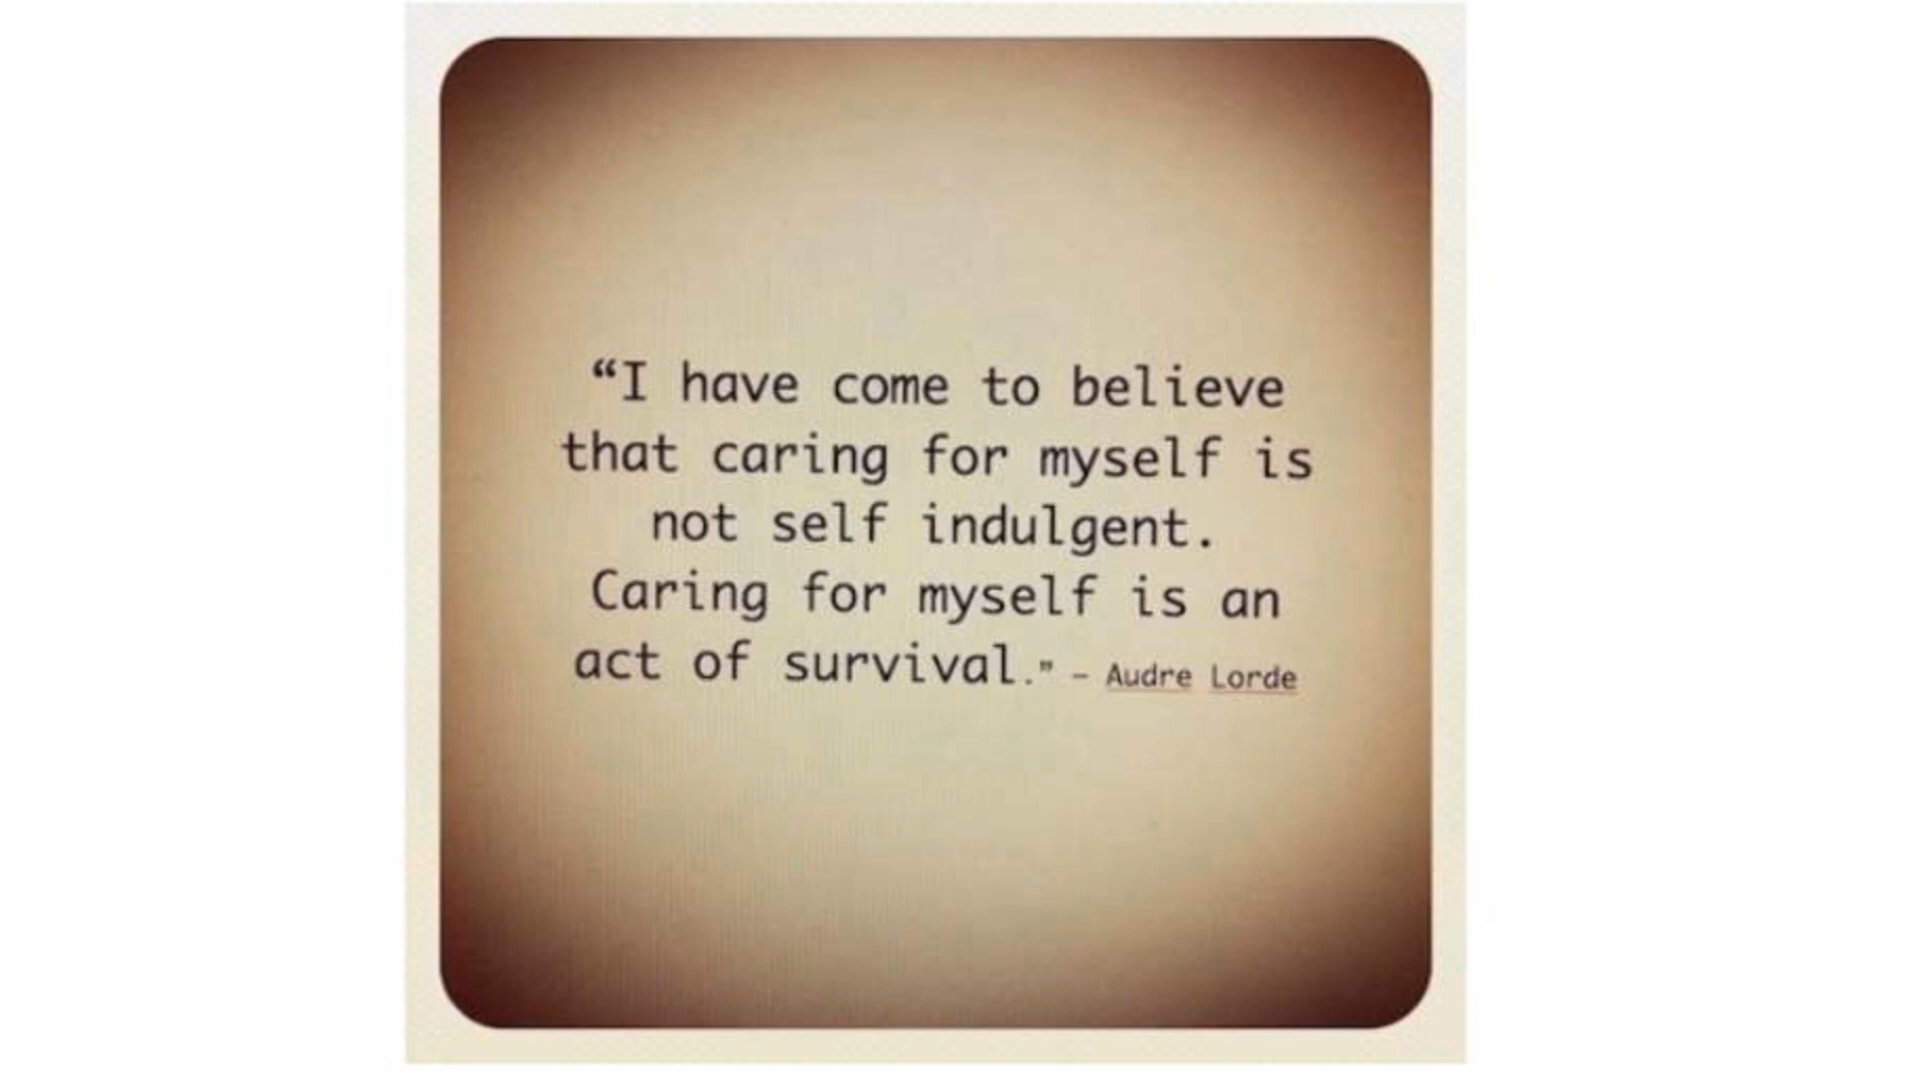 “I have come to believe
that caring for myself is
not self indulgent.
Caring for myself is an
act of survival.” – Audre Lorde